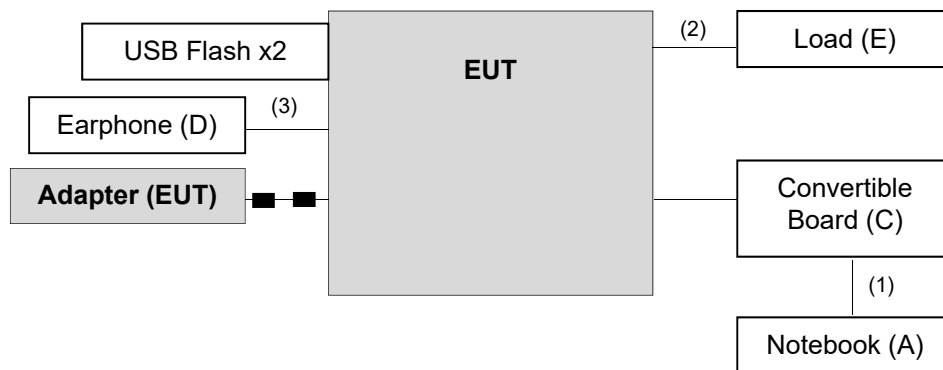 USB Flash x2
EUT
(2)
Load (E)
Earphone (D)
(3)
Adapter (EUT)
Convertible
Board (C)
(1)
Notebook (A)